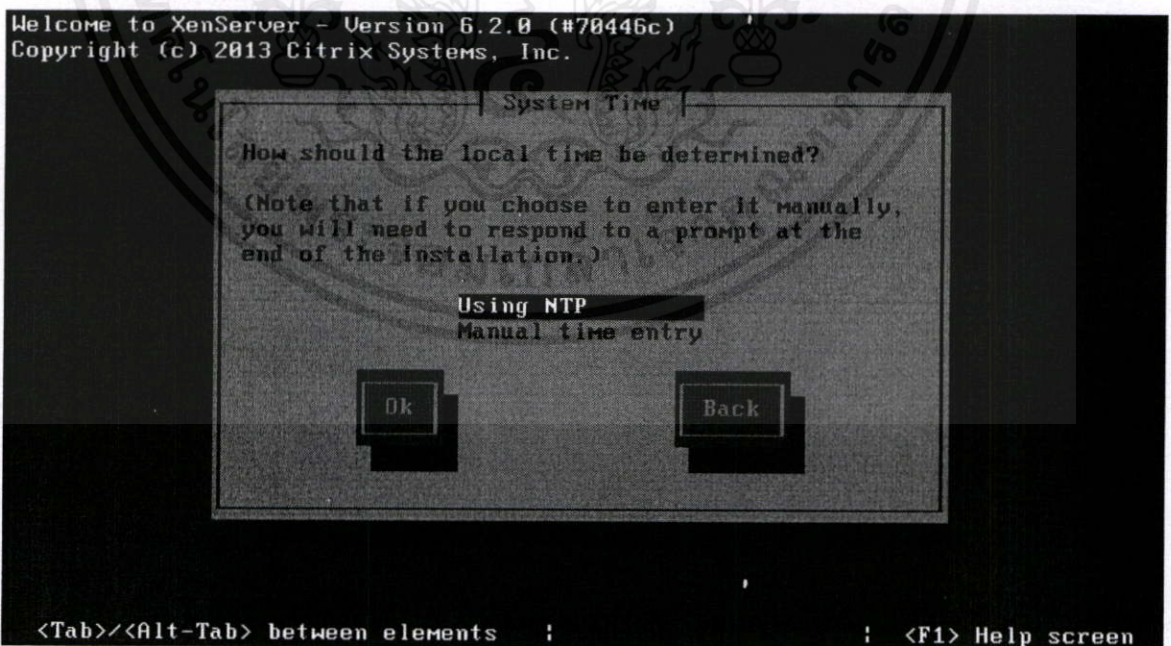 Welcome to XenServer - Version 6.2.0 (#70446c)
Copyright (c) 2013 Citrix Systems, Inc.
System Time
How should the local time be determined?
(Note that if you choose to enter it manually,
you will need to respond to a prompt at the
end of the installation.)
Using NTP
Manual time entry
Ok Back
<Tab>/<Alt-Tab> between elements | | <F1> Help screen